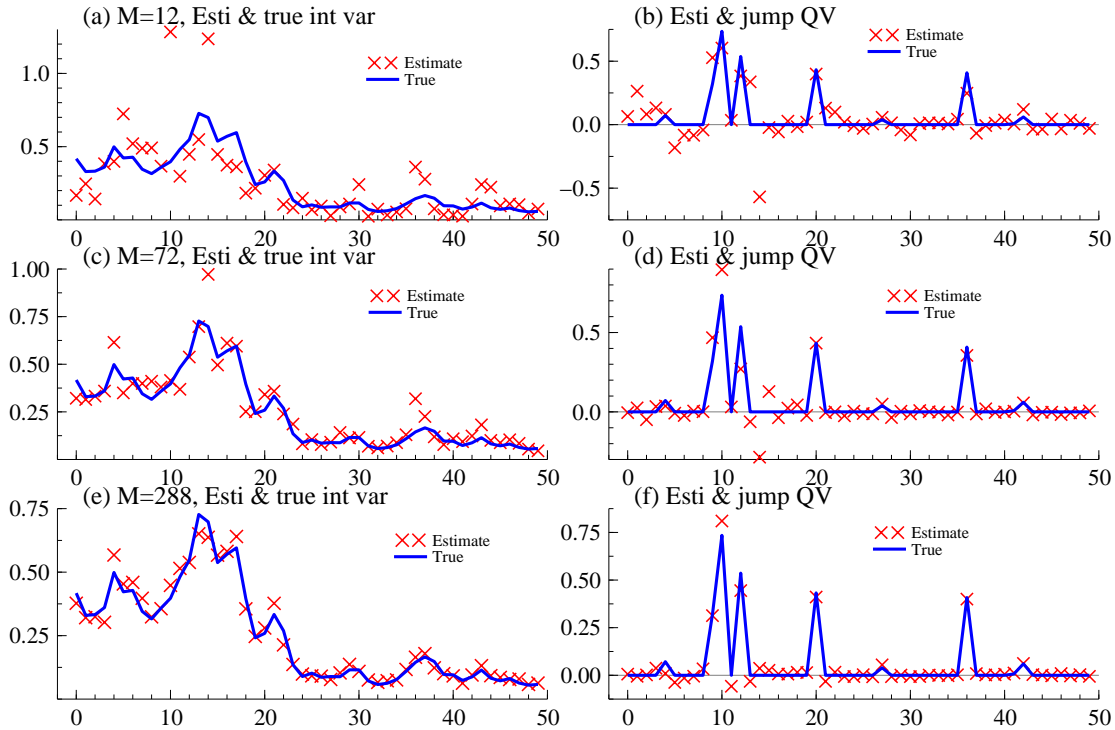 (a) M=12, Esti & true int var
Estimate
True
1.0
0.5
0 10 20 30 40 50
(b) Esti & jump QV
Estimate
True
0.5
0.0
−0.5
0 10 20 30 40 50
(c) M=72, Esti & true int var
Estimate
True
1.00
0.75
0.50
0.25
0 10 20 30 40 50
(d) Esti & jump QV
Estimate
True
0.5
0.0
0 10 20 30 40 50
(e) M=288, Esti & true int var
Estimate
True
0.75
0.50
0.25
0 10 20 30 40 50
(f) Esti & jump QV
Estimate
True
0.75
0.50
0.25
0.00
0 10 20 30 40 50